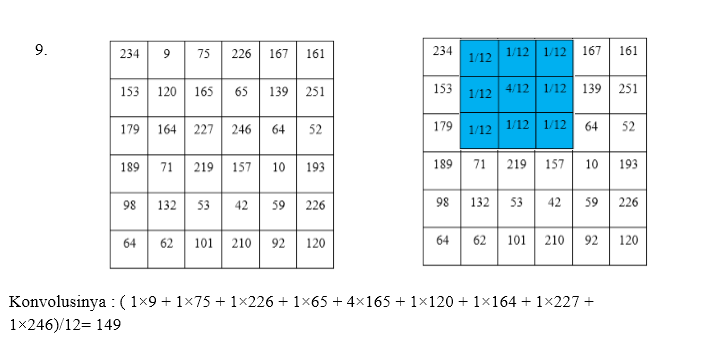 9.
234 9 75 226 167 161
153 120 165 65 139 251
179 164 227 246 64 52
189 71 219 157 10 193
98 132 53 42 59 226
64 62 101 210 92 120
234 1/12 1/12 1/12 167 161
153 1/12 4/12 1/12 139 251
179 1/12 1/12 1/12 64 52
189 71 219 157 10 193
98 132 53 42 59 226
64 62 101 210 92 120
Konvolusinya : ( 1×9 + 1×75 + 1×226 + 1×65 + 4×165 + 1×120 + 1×164 + 1×227 +
1×246)/12= 149